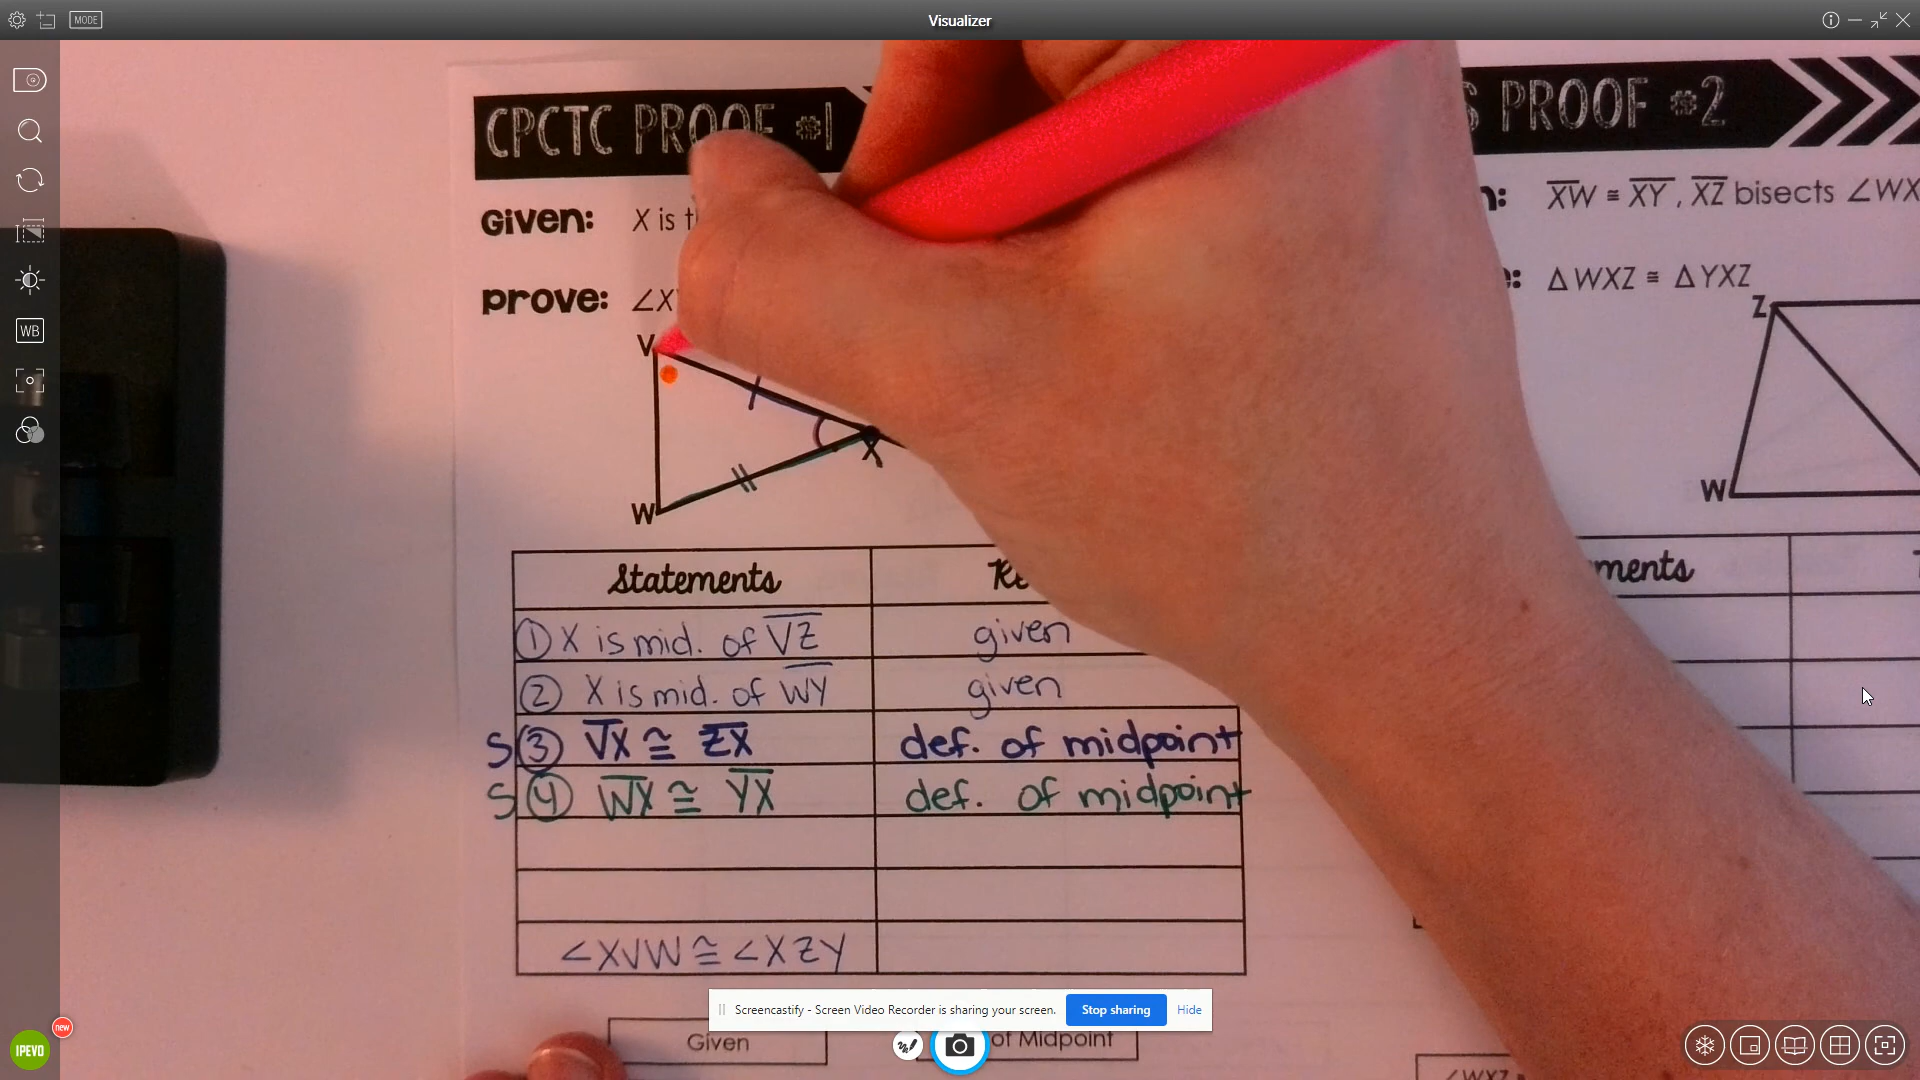 MODE
Visualizer
CPCTC PROOF #1
PROOF #2
Given: X is
XW ≅ XY, XZ bisects ∠WX
Prove:
ΔWXZ ≅ ΔYXZ
V
X
W
Z
W
Statements
ments
① X is mid. of VZ given
② X is mid. of WY given
S ③ VX ≅ ZX def. of midpoint
S ④ WX ≅ YX def. of midpoint
∠XVW ≅ ∠XZY
WB
Screencastify - Screen Video Recorder is sharing your screen. Stop sharing Hide
Given
of Midpoint
∠WXZ
new
IPEVO